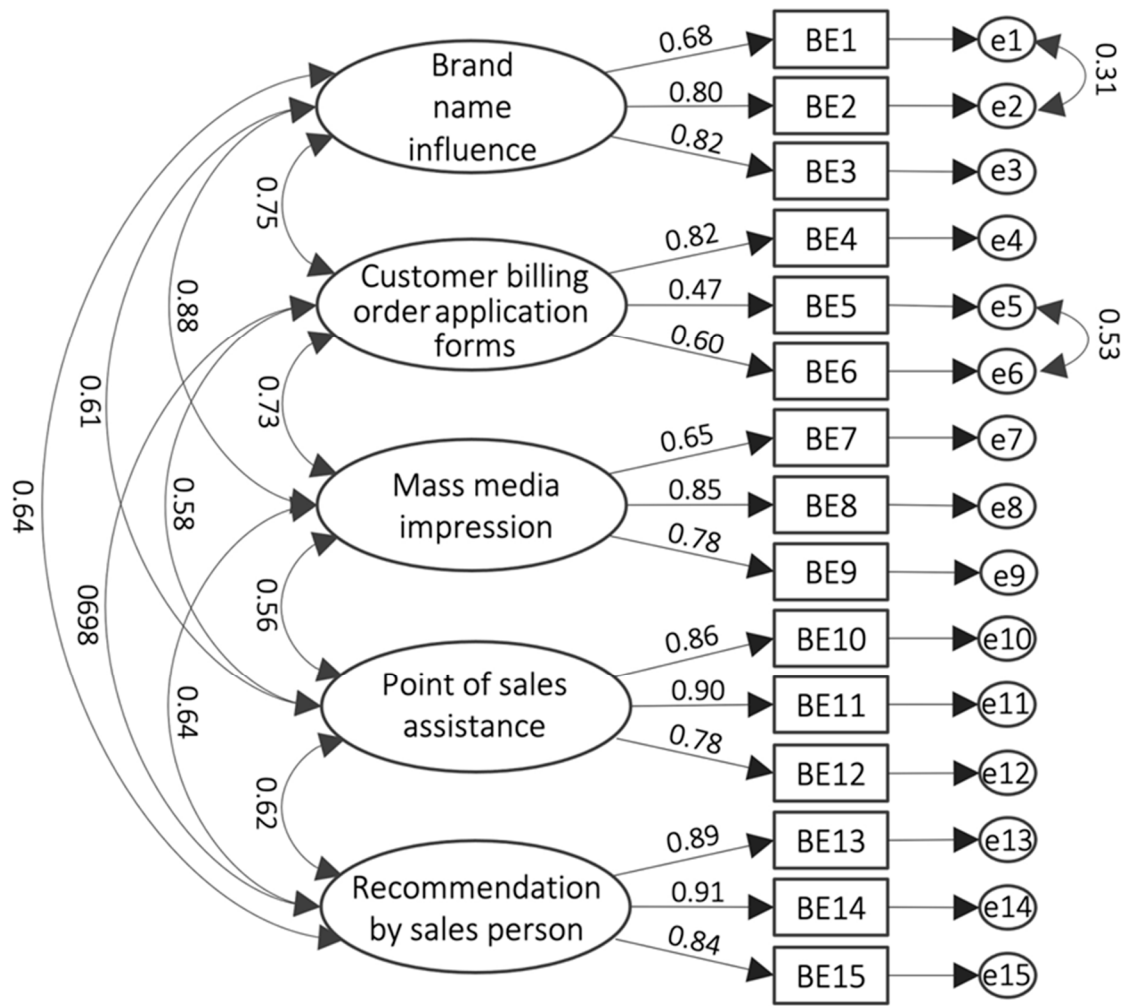 Brand
name
influence
0.68
BE1
e1
0.80
BE2
e2
0.31
0.82
BE3
e3
0.75
Customer billing
order application
forms
0.82
BE4
e4
0.47
BE5
e5
0.53
0.60
BE6
e6
0.88
0.73
0.61
Mass media
impression
0.65
BE7
e7
0.85
BE8
e8
0.78
BE9
e9
0.64
0.58
0.56
0698
Point of sales
assistance
0.86
BE10
e10
0.90
BE11
e11
0.78
BE12
e12
0.64
0.62
Recommendation
by sales person
0.89
BE13
e13
0.91
BE14
e14
0.84
BE15
e15